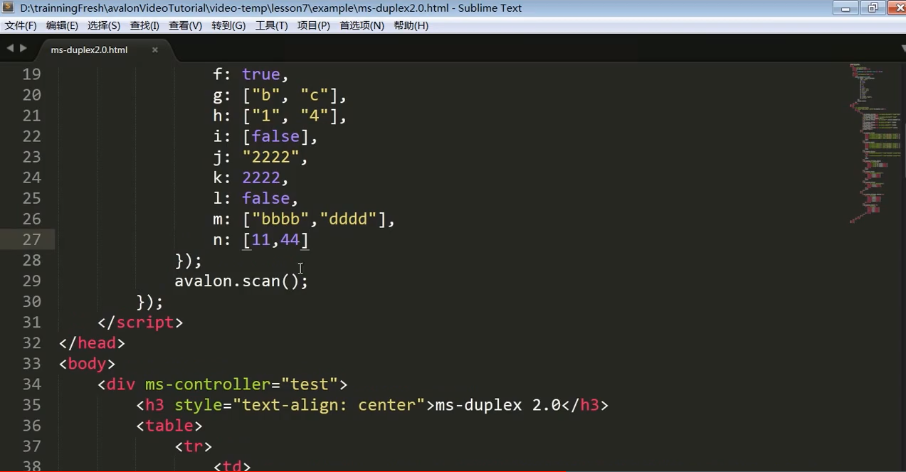 D:\trainningFresh\avalonVideoTutorial\video-temp\lesson7\example\ms-duplex2.0.html - Sublime Text
文件(F) 编辑(E) 选择(S) 查找(I) 查看(V) 转到(G) 工具(T) 项目(P) 首选项(N) 帮助(H)
ms-duplex2.0.html ×
19 f: true,
20 g: ["b", "c"],
21 h: ["1", "4"],
22 i: [false],
23 j: "2222",
24 k: 2222,
25 l: false,
26 m: ["bbbb","dddd"],
27 n: [11,44]
28 });
29 avalon.scan();
30 });
31 </script>
32 </head>
33 <body>
34 <div ms-controller="test">
35 <h3 style="text-align: center">ms-duplex 2.0</h3>
36 <table>
37 <tr>
38 <td>